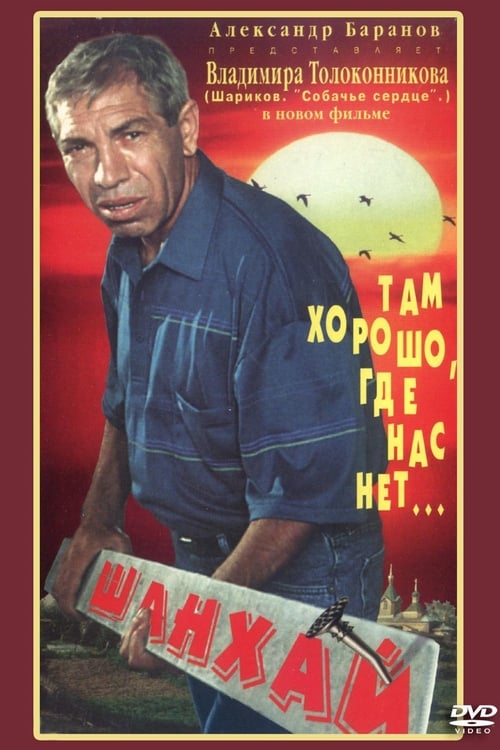 Александр Баранов
ПРЕДСТАВЛЯЕТ
Владимира Толоконникова
(Шариков. "Собачье сердце".)
в новом фильме
ТАМ
ХОРОШО,
ГДЕ
НАС
НЕТ...
ШАНХАЙ
DVD
VIDEO